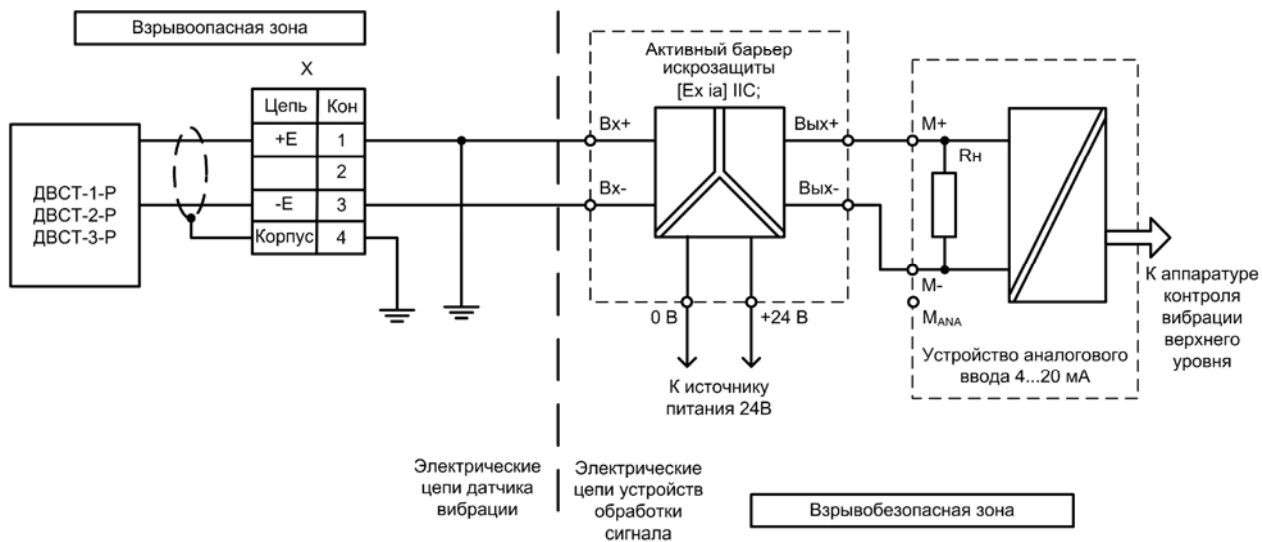 Взрывоопасная зона
X
Цепь Кон
+E 1
2
-E 3
Корпус 4
ДВСТ-1-Р
ДВСТ-2-Р
ДВСТ-3-Р
Активный барьер
искрозащиты
[Ex ia] IIC;
Вх+
Вх-
Вых+
Вых-
0 В
+24 В
К источнику
питания 24В
M+
Rн
M-
MANA
Устройство аналогового
ввода 4...20 мА
К аппаратуре
контроля
вибрации
верхнего
уровня
Электрические
цепи датчика
вибрации
Электрические
цепи устройств
обработки
сигнала
Взрывобезопасная зона